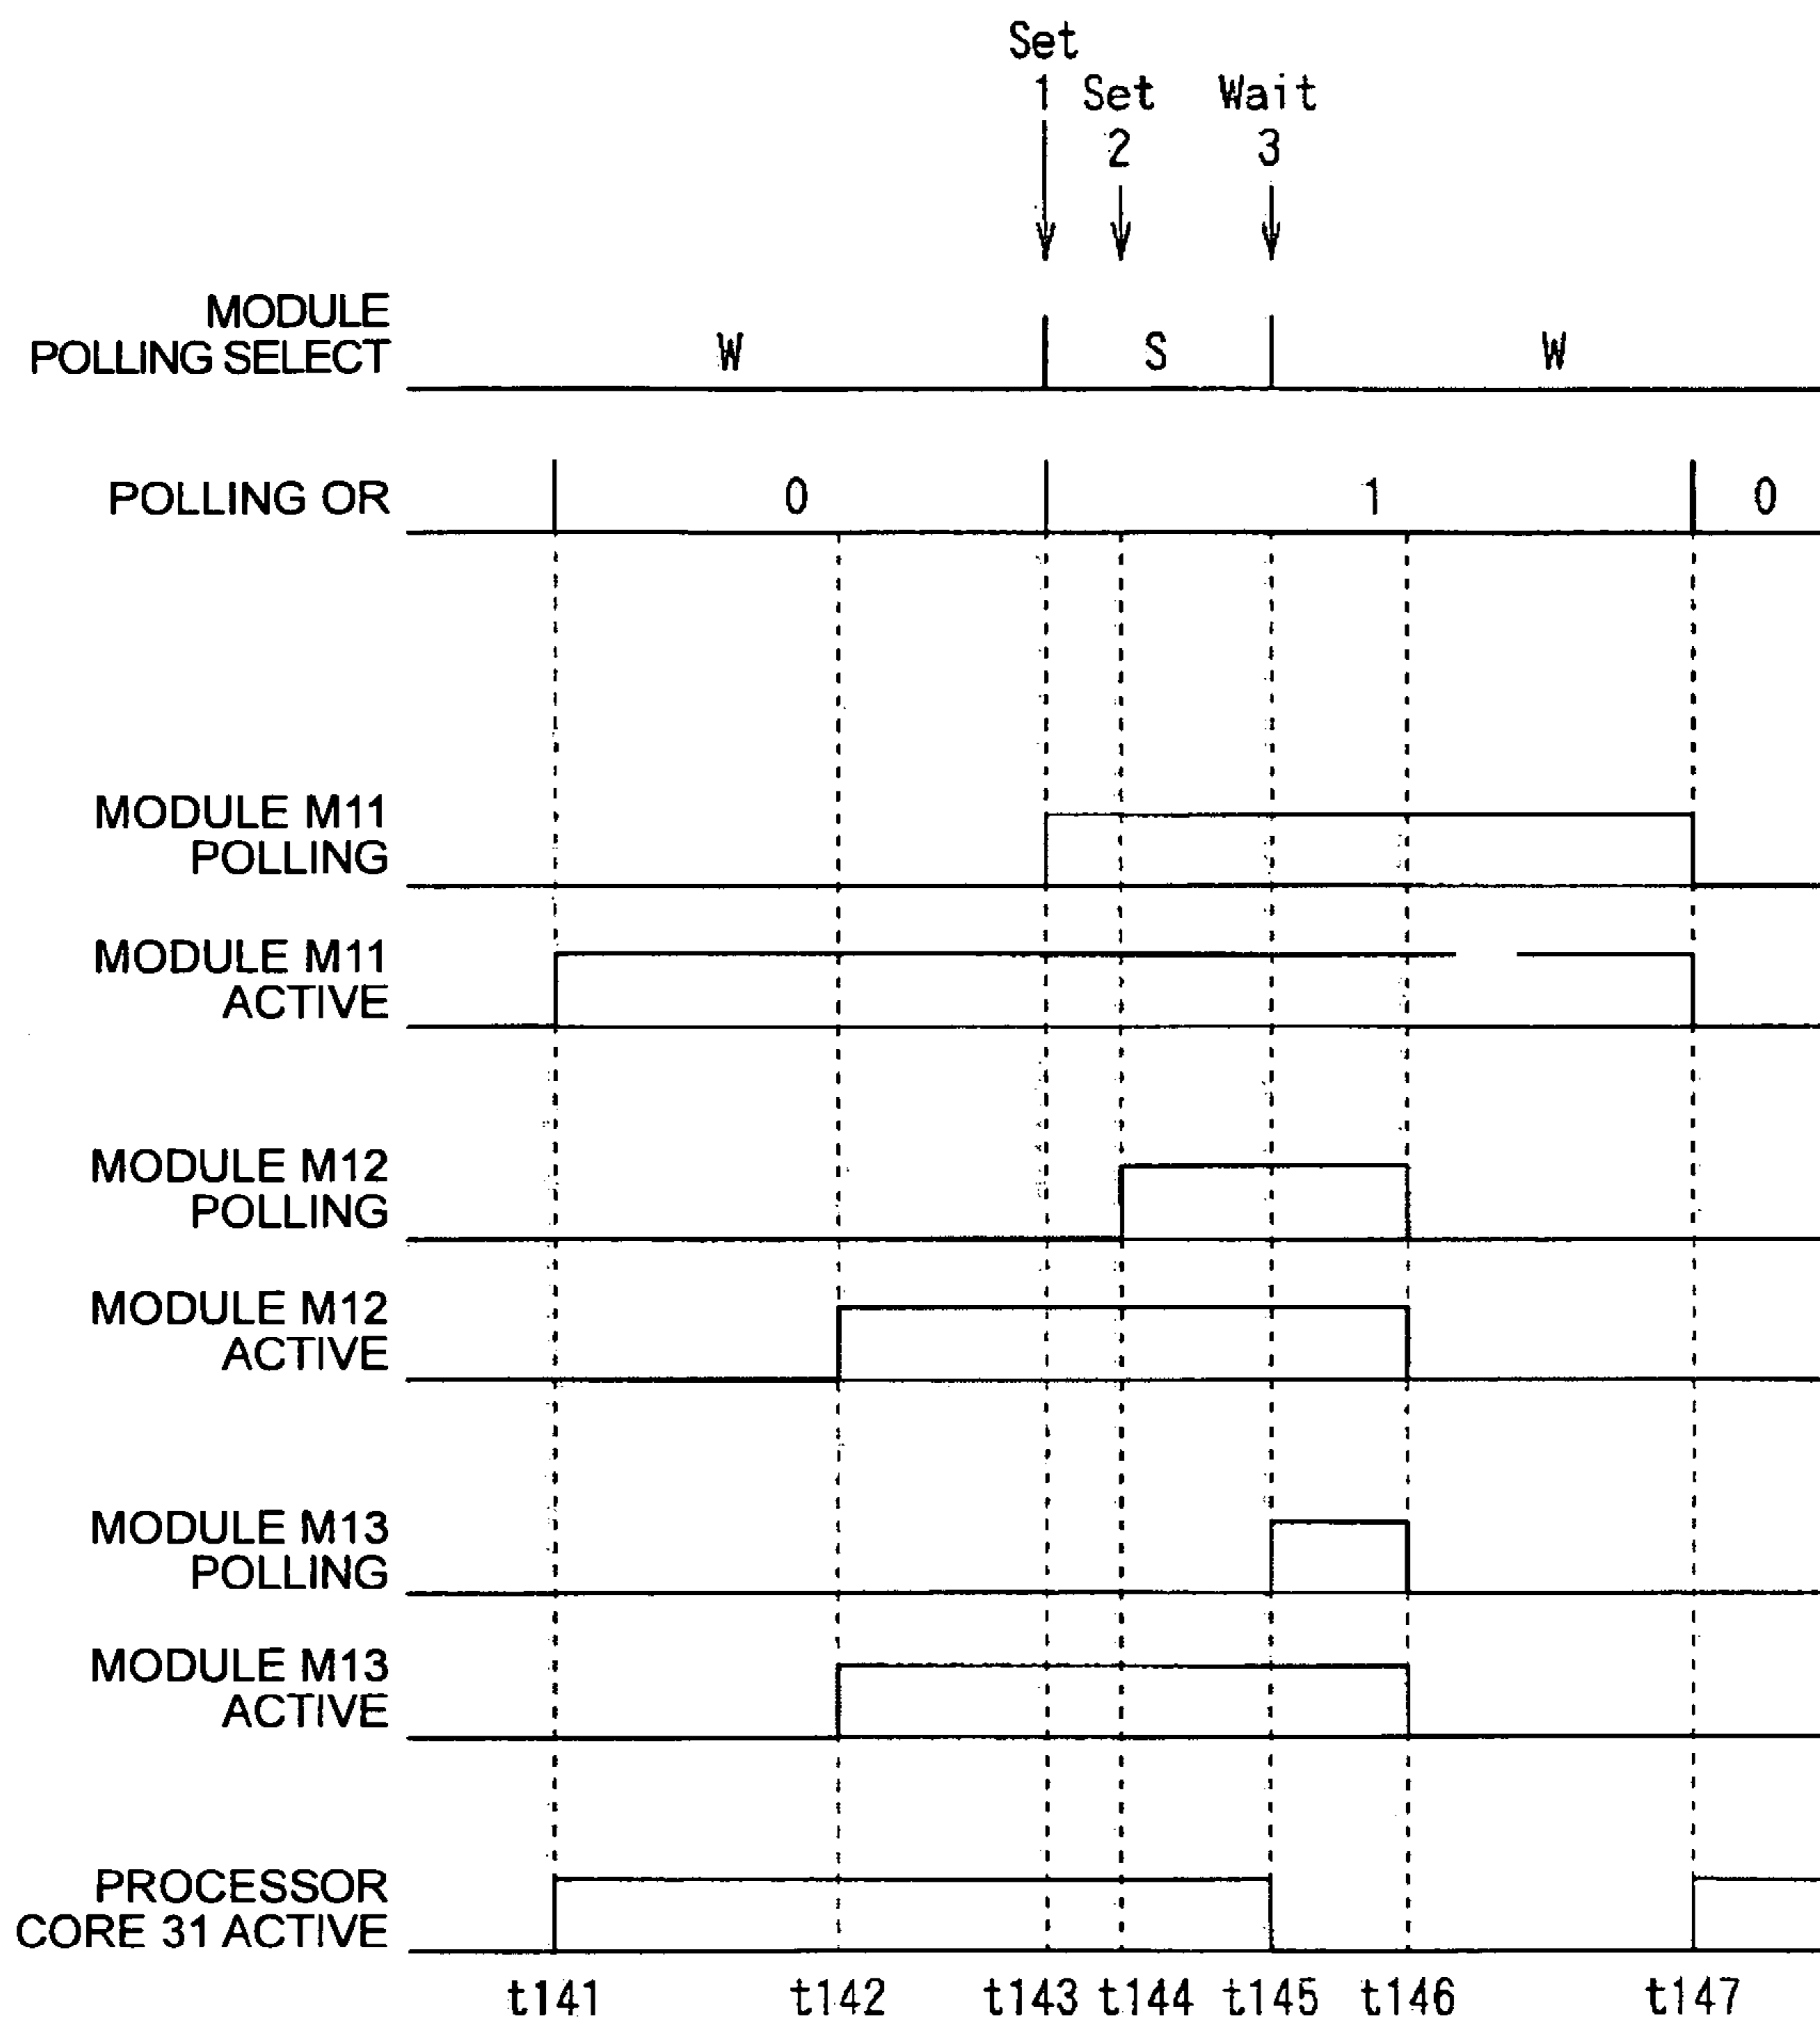 Set
1 Set Wait
2 3
MODULE
POLLING SELECT
W S W
POLLING OR
0 1 0
MODULE M11
POLLING
MODULE M11
ACTIVE
MODULE M12
POLLING
MODULE M12
ACTIVE
MODULE M13
POLLING
MODULE M13
ACTIVE
PROCESSOR
CORE 31 ACTIVE
t141 t142 t143 t144 t145 t146 t147